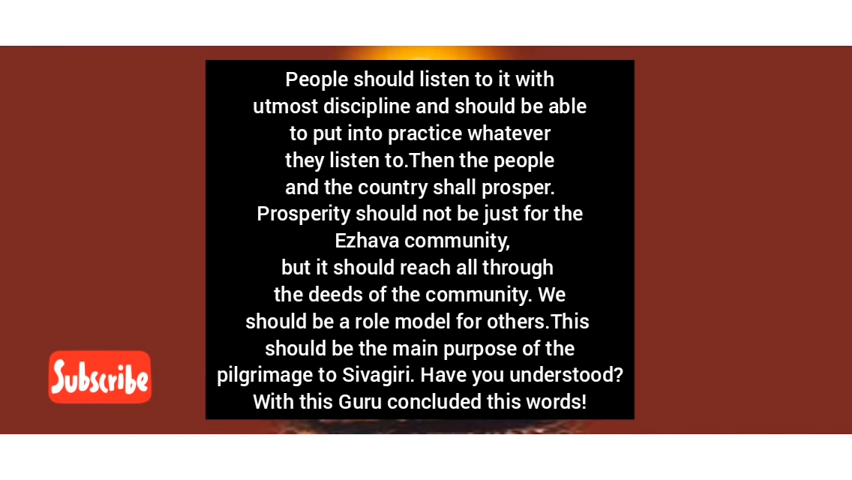 People should listen to it with
utmost discipline and should be able
to put into practice whatever
they listen to.Then the people
and the country shall prosper.
Prosperity should not be just for the
Ezhava community,
but it should reach all through
the deeds of the community. We
should be a role model for others.This
should be the main purpose of the
pilgrimage to Sivagiri. Have you understood?
With this Guru concluded this words!
Subscribe